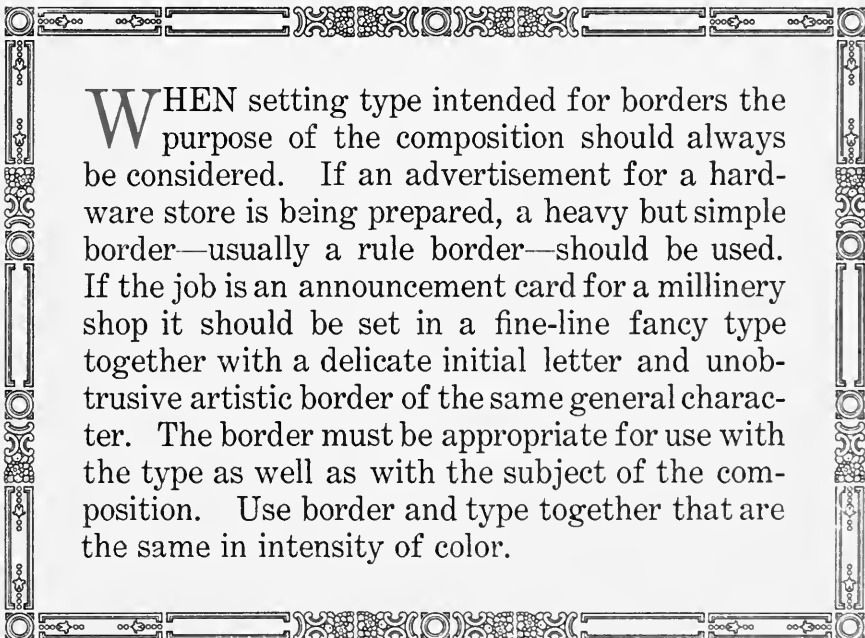 WHEN setting type intended for borders the
purpose of the composition should always
be considered. If an advertisement for a hard-
ware store is being prepared, a heavy but simple
border—usually a rule border—should be used.
If the job is an announcement card for a millinery
shop it should be set in a fine-line fancy type
together with a delicate initial letter and unob-
trusive artistic border of the same general charac-
ter. The border must be appropriate for use with
the type as well as with the subject of the com-
position. Use border and type together that are
the same in intensity of color.